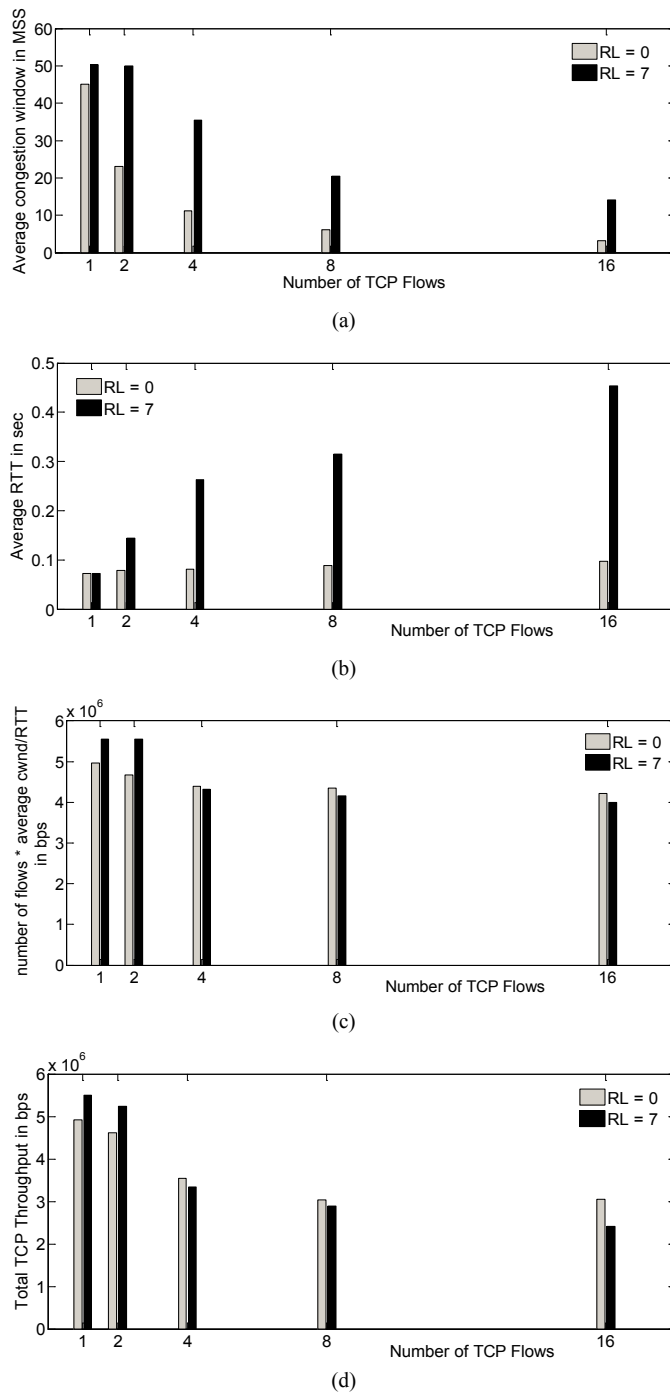 60
50
40
30
20
10
0
Average congestion window in MSS
RL = 0
RL = 7
1 2 4 8 16
Number of TCP Flows
(a)
0.5
0.4
0.3
0.2
0.1
0
Average RTT in sec
RL = 0
RL = 7
1 2 4 8 16
Number of TCP Flows
(b)
x 10^6
6
5
4
3
2
1
0
number of flows * average cwnd/RTT
in bps
RL = 0
RL = 7
1 2 4 8 16
Number of TCP Flows
(c)
x 10^6
6
5
4
3
2
1
0
Total TCP Throughput in bps
RL = 0
RL = 7
1 2 4 8 16
Number of TCP Flows
(d)